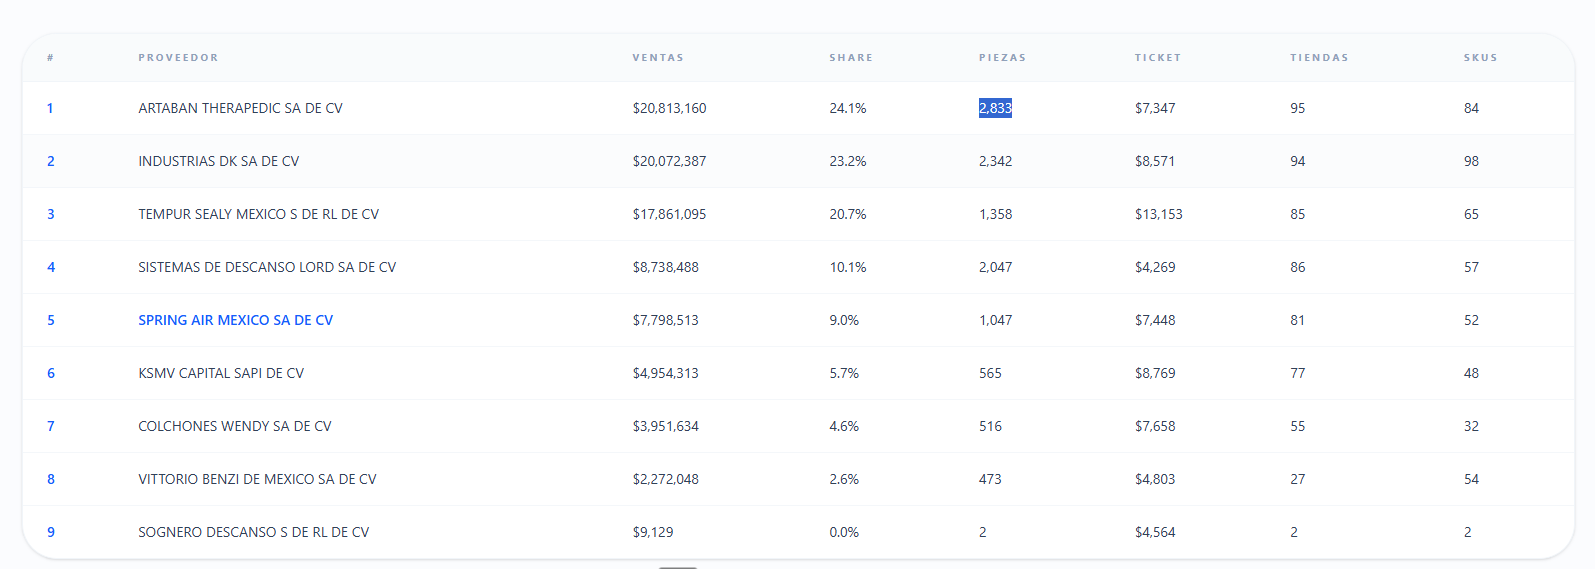 # PROVEEDOR VENTAS SHARE PIEZAS TICKET TIENDAS SKUS
1 ARTABAN THERAPEDIC SA DE CV $20,813,160 24.1% 2,833 $7,347 95 84
2 INDUSTRIAS DK SA DE CV $20,072,387 23.2% 2,342 $8,571 94 98
3 TEMPUR SEALY MEXICO S DE RL DE CV $17,861,095 20.7% 1,358 $13,153 85 65
4 SISTEMAS DE DESCANSO LORD SA DE CV $8,738,488 10.1% 2,047 $4,269 86 57
5 SPRING AIR MEXICO SA DE CV $7,798,513 9.0% 1,047 $7,448 81 52
6 KSMV CAPITAL SAPI DE CV $4,954,313 5.7% 565 $8,769 77 48
7 COLCHONES WENDY SA DE CV $3,951,634 4.6% 516 $7,658 55 32
8 VITTORIO BENZI DE MEXICO SA DE CV $2,272,048 2.6% 473 $4,803 27 54
9 SOGNERO DESCANSO S DE RL DE CV $9,129 0.0% 2 $4,564 2 2